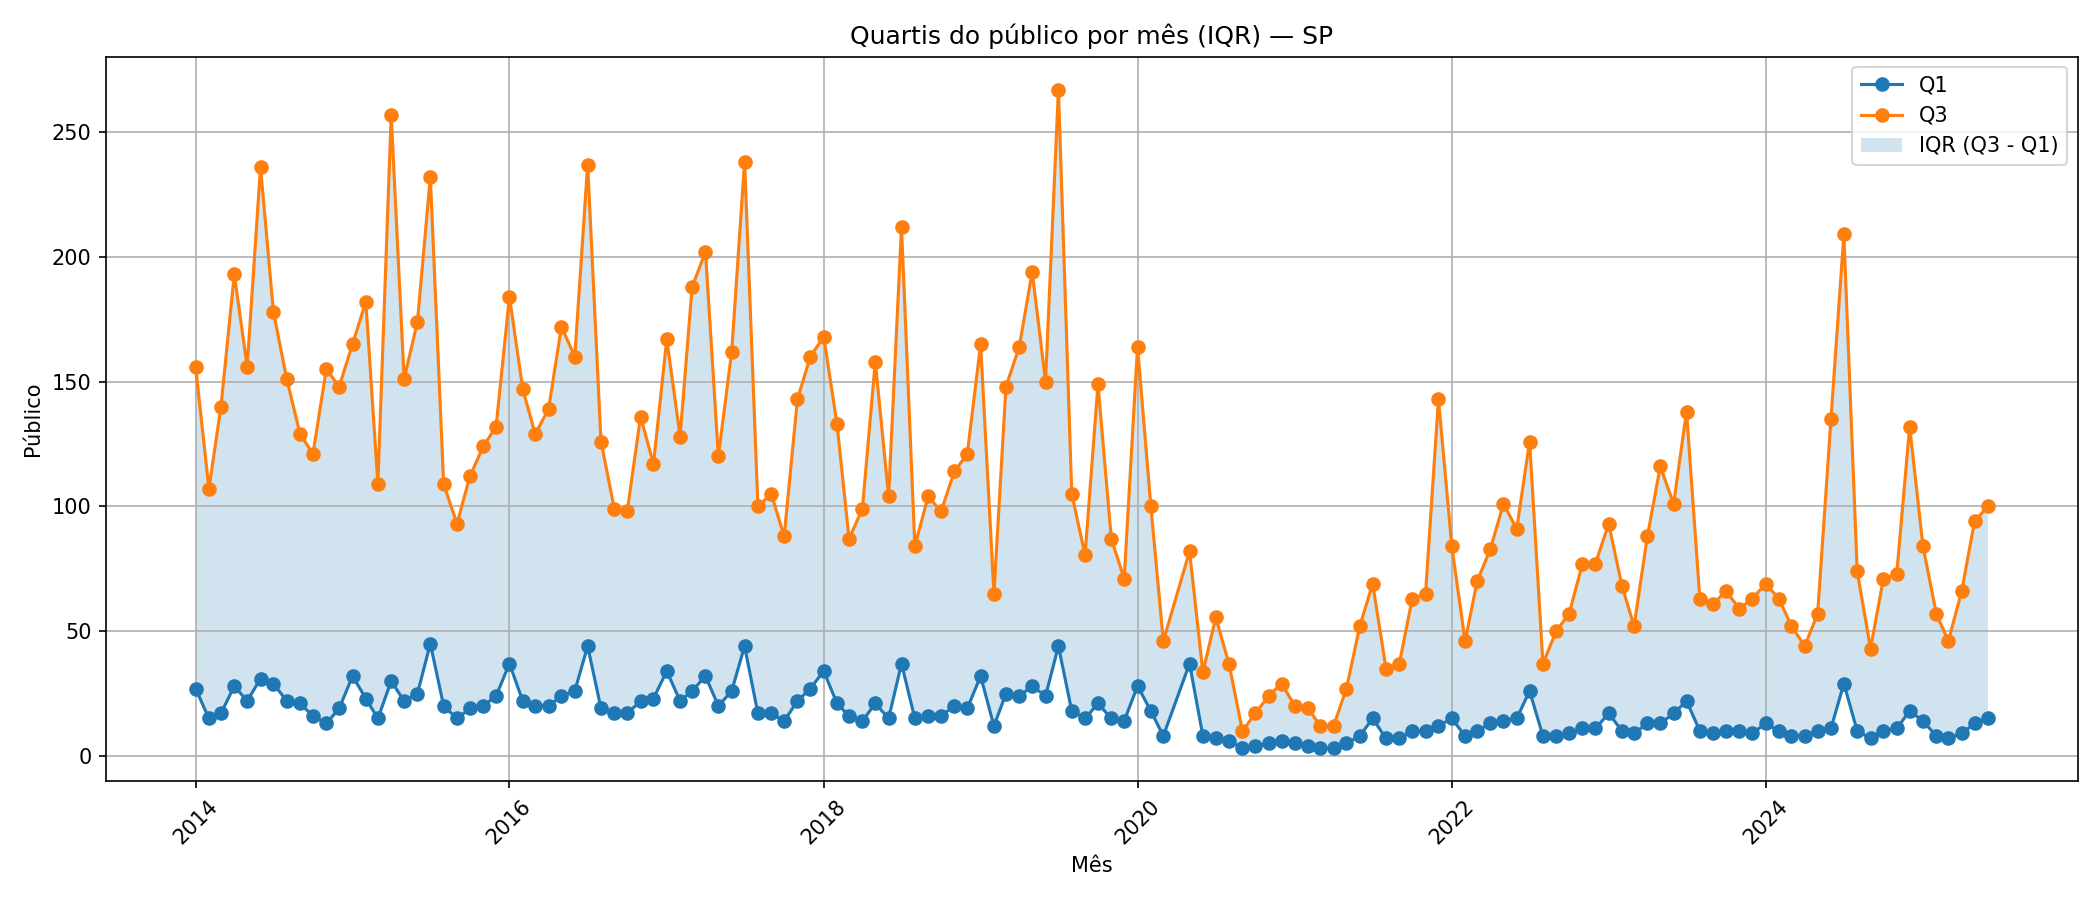 Quartis do público por mês (IQR) — SP
Q1
Q3
IQR (Q3 - Q1)
Público
250
200
150
100
50
0
2014
2016
2018
2020
2022
2024
Mês